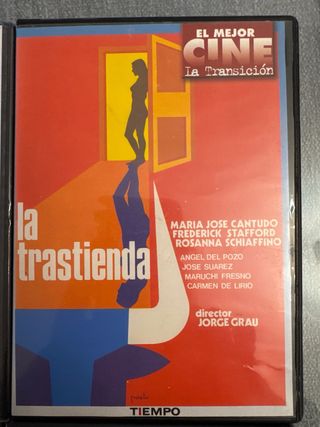 EL MEJOR
CINE
La Transición
la
trastienda
MARIA JOSE CANTUDO
FREDERICK STAFFORD
ROSANNA SCHIAFFINO
ANGEL DEL POZO
JOSE SUAREZ
MARUCHI FRESNO
CARMEN DE LIRIO
director
JORGE GRAU
TIEMPO